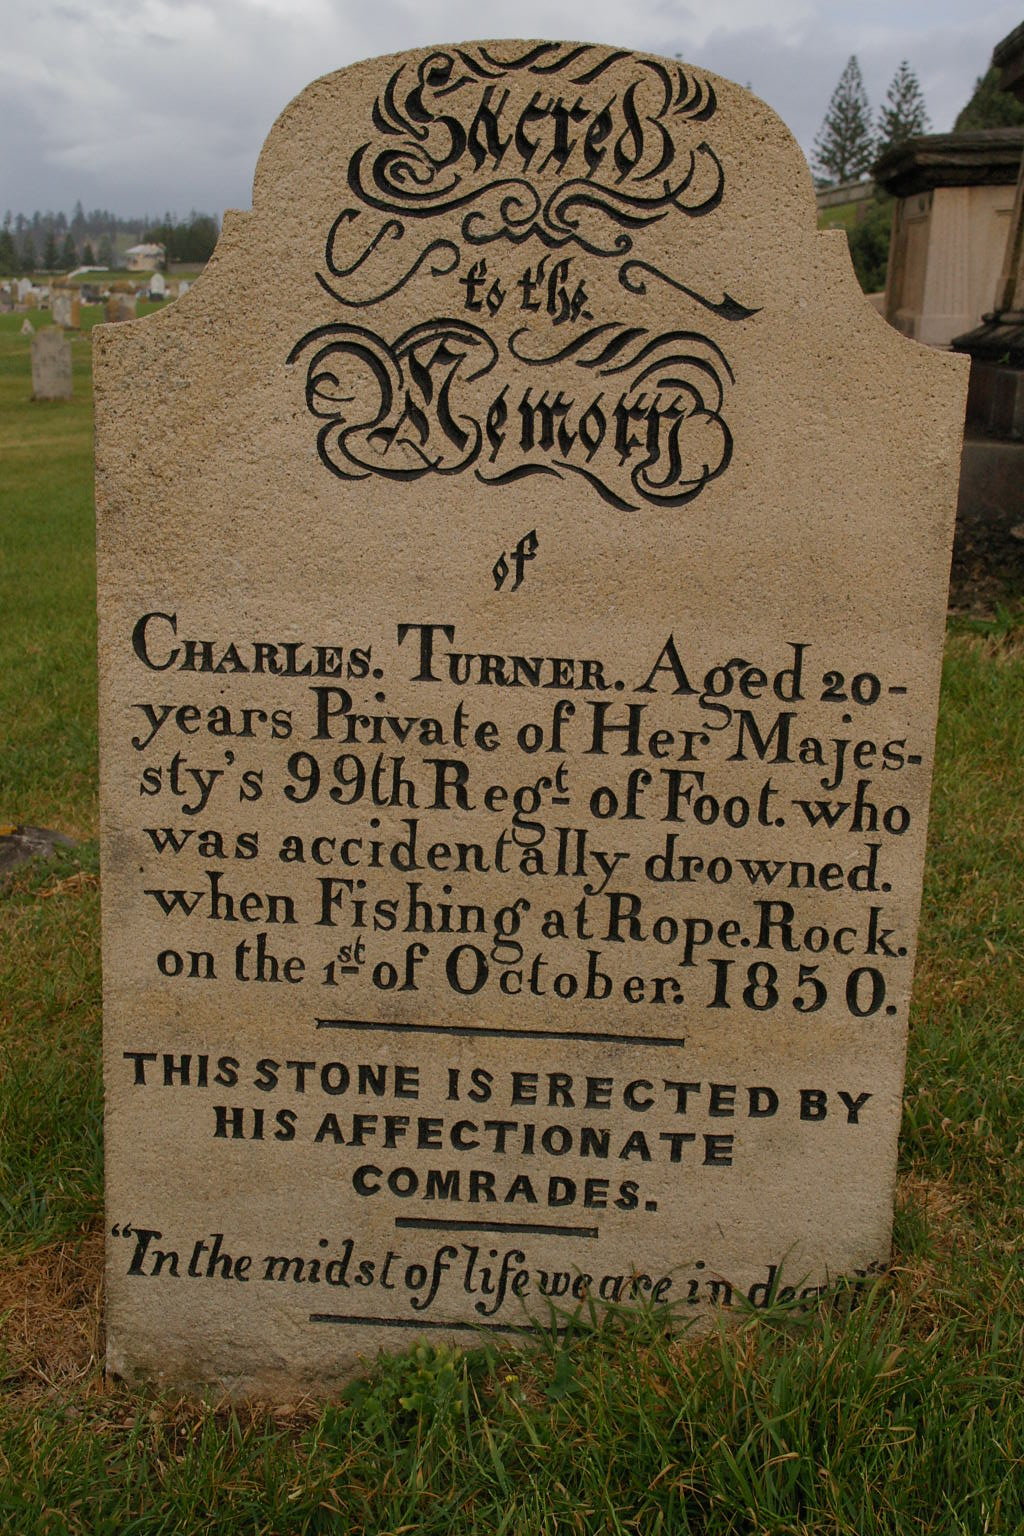 Sacred
to the
Memory
of
CHARLES. TURNER. Aged 20-
years Private of Her Majes-
sty's 99th Regt. of Foot. who
was accidentally drowned.
when Fishing at Rope. Rock.
on the 1st of October. 1850.
THIS STONE IS ERECTED BY
HIS AFFECTIONATE
COMRADES.
"In the midst of life we are in death"